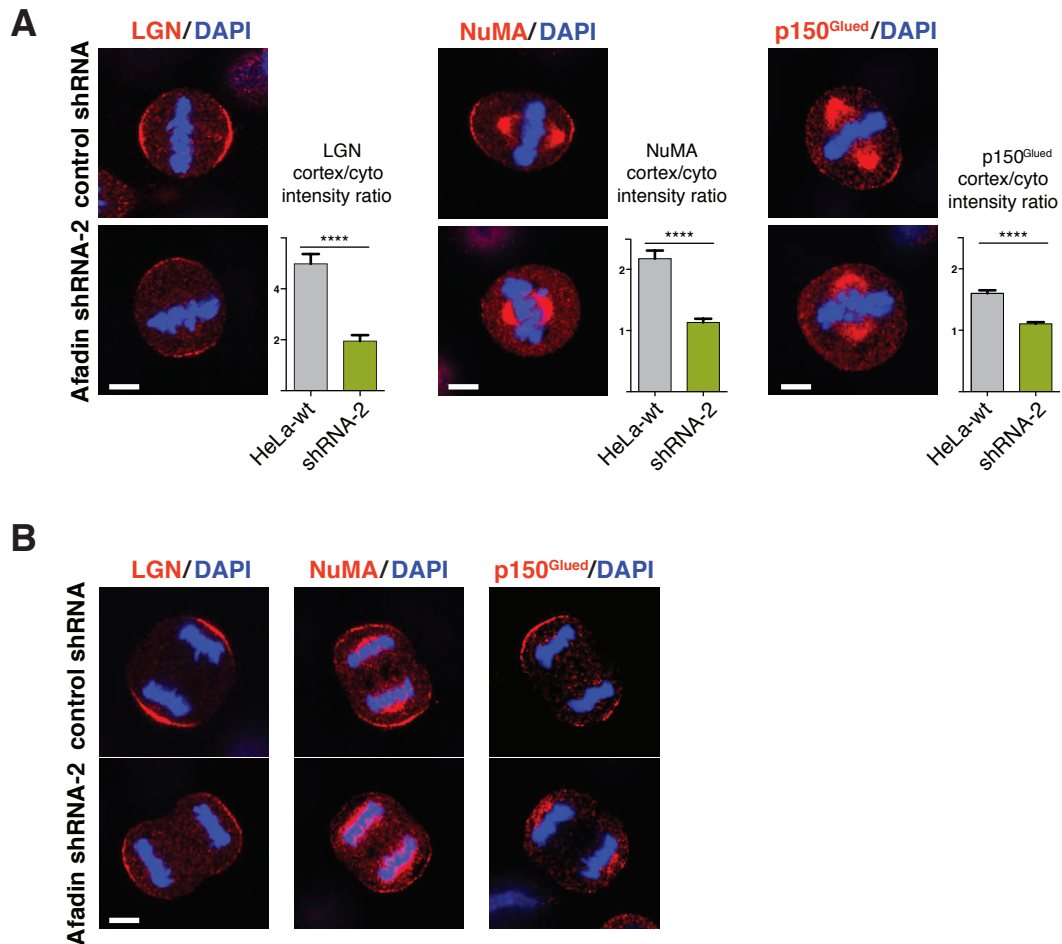 A
LGN/DAPI
NuMA/DAPI
p150Glued/DAPI
control shRNA
Afadin shRNA-2
LGN
cortex/cyto
intensity ratio
****
4
2
HeLa-wt
shRNA-2
NuMA
cortex/cyto
intensity ratio
****
2
1
HeLa-wt
shRNA-2
p150Glued
cortex/cyto
intensity ratio
****
2
1
HeLa-wt
shRNA-2
B
LGN/DAPI
NuMA/DAPI
p150Glued/DAPI
control shRNA
Afadin shRNA-2